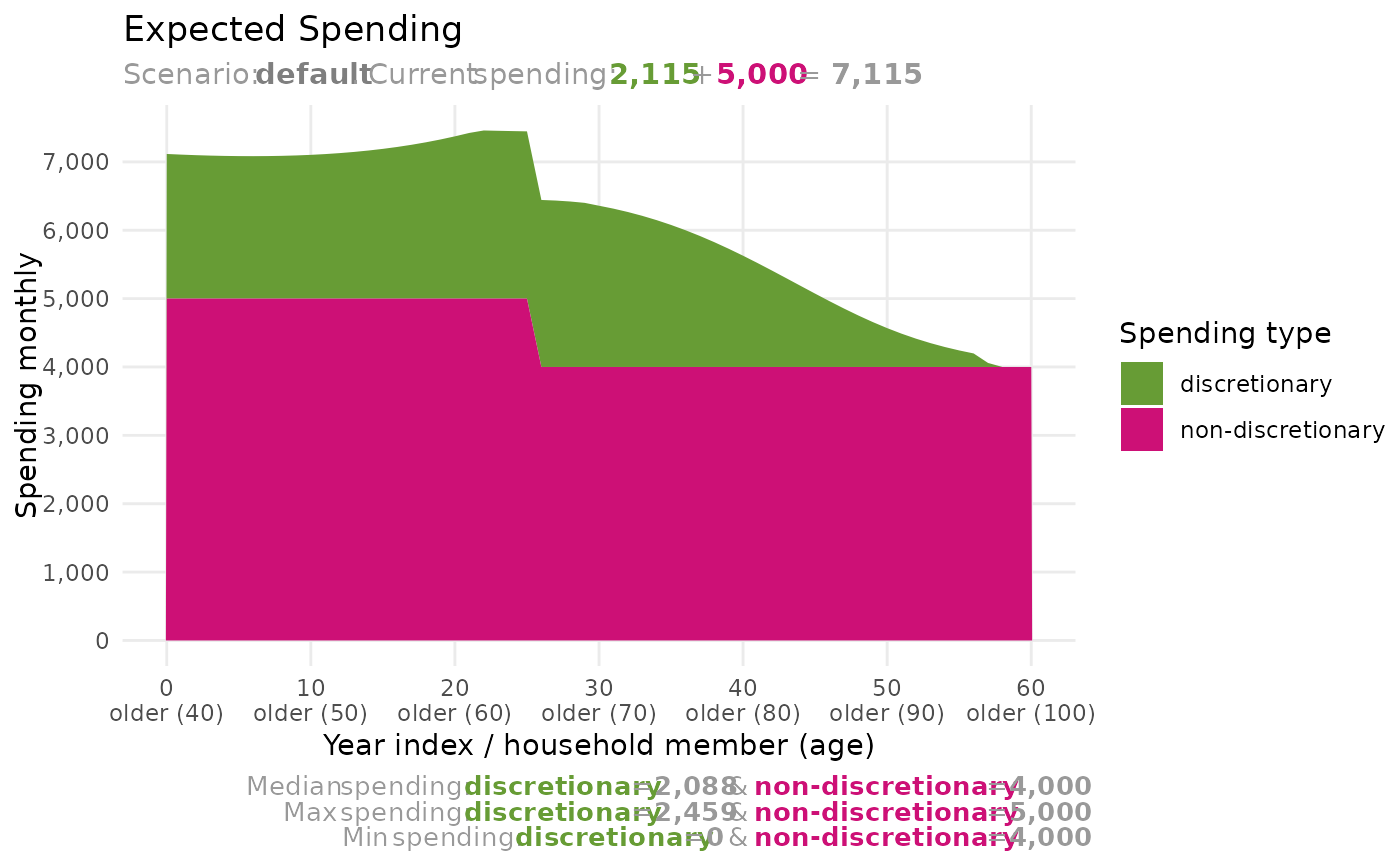 Expected Spending
Scenario: default Current spending: 2,115 + 5,000 = 7,115
Spending monthly
7,000
6,000
5,000
4,000
3,000
2,000
1,000
0
0 10 20 30 40 50 60
older (40) older (50) older (60) older (70) older (80) older (90) older (100)
Year index / household member (age)
Spending type
discretionary
non-discretionary
Median spending: discretionary = 2,088 & non-discretionary = 4,000
Max spending: discretionary = 2,459 & non-discretionary = 5,000
Min spending: discretionary = 0 & non-discretionary = 4,000